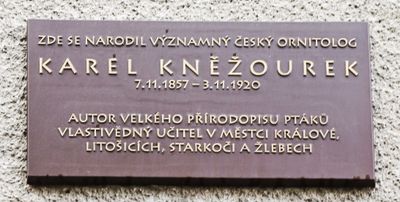 ZDE SE NARODIL VÝZNAMNÝ ČESKÝ ORNITOLOG
KAREL KNĚŽOUREK
7.11.1857 – 3.11.1920
AUTOR VELKÉHO PŘÍRODOPISU PTÁKŮ
VLASTIVĚDNÝ UČITEL V MĚSTCI KRÁLOVÉ,
LITOŠICÍCH, STARKOČI A ŽLEBECH